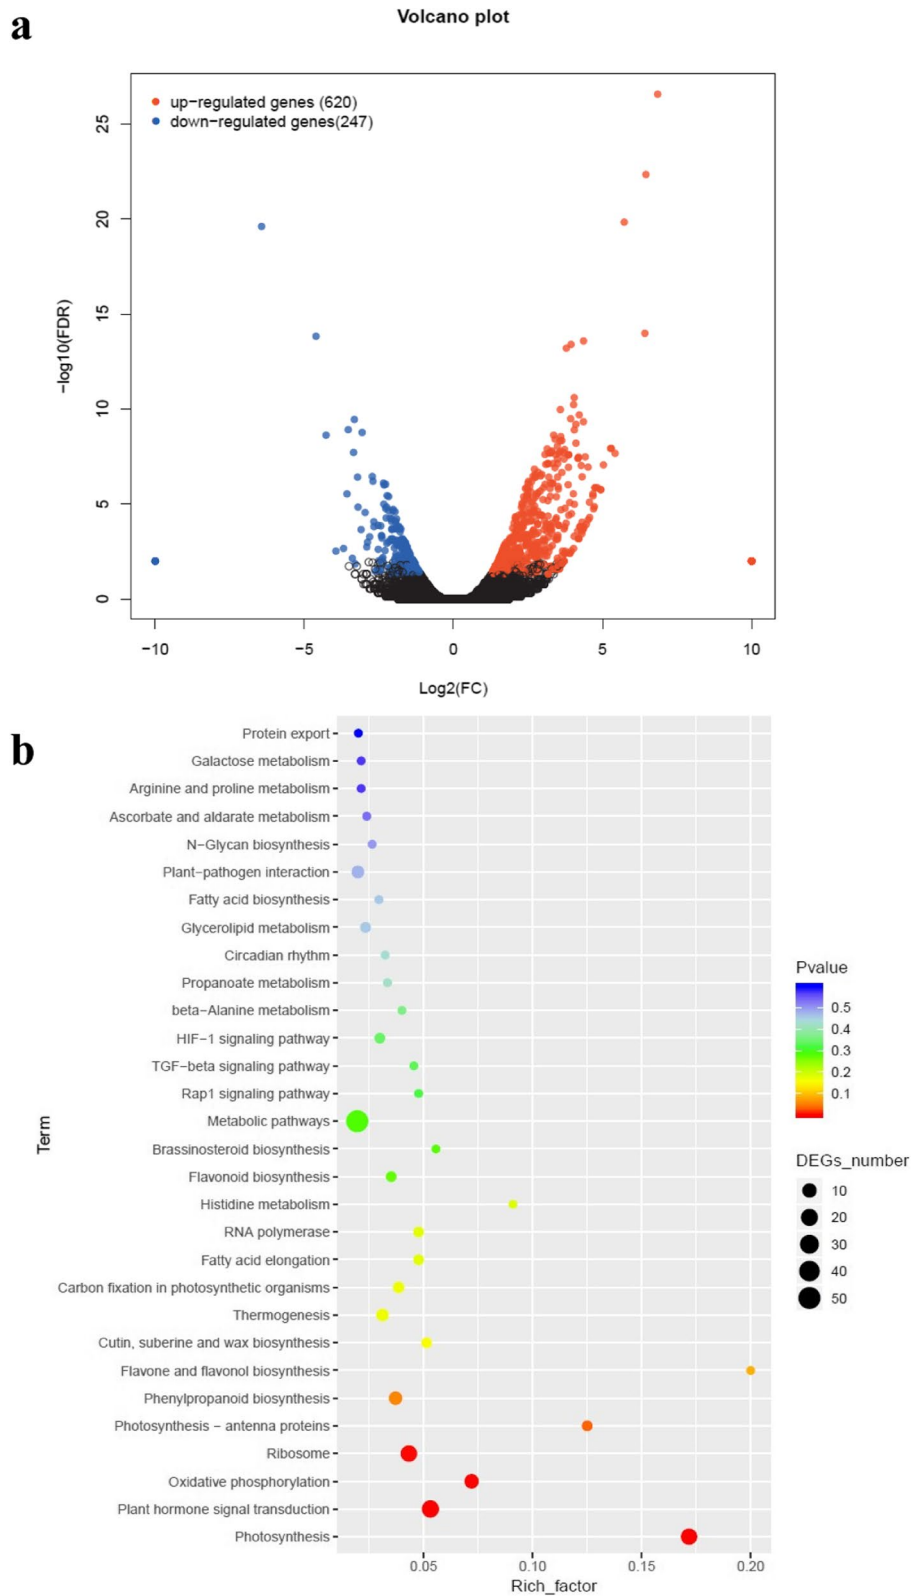 a
Volcano plot
up-regulated genes (620)
down-regulated genes(247)
25
20
15
10
5
0
-log10(FDR)
-10
-5
0
5
10
Log2(FC)
b
Protein export
Galactose metabolism
Arginine and proline metabolism
Ascorbate and aldarate metabolism
N-Glycan biosynthesis
Plant-pathogen interaction
Fatty acid biosynthesis
Glycerolipid metabolism
Circadian rhythm
Propanoate metabolism
beta-Alanine metabolism
HIF-1 signaling pathway
TGF-beta signaling pathway
Rap1 signaling pathway
Metabolic pathways
Brassinosteroid biosynthesis
Flavonoid biosynthesis
Histidine metabolism
RNA polymerase
Fatty acid elongation
Carbon fixation in photosynthetic organisms
Thermogenesis
Cutin, suberine and wax biosynthesis
Flavone and flavonol biosynthesis
Phenylpropanoid biosynthesis
Photosynthesis - antenna proteins
Ribosome
Oxidative phosphorylation
Plant hormone signal transduction
Photosynthesis
Term
0.05
0.10
0.15
0.20
Rich_factor
Pvalue
0.5
0.4
0.3
0.2
0.1
DEGs_number
10
20
30
40
50